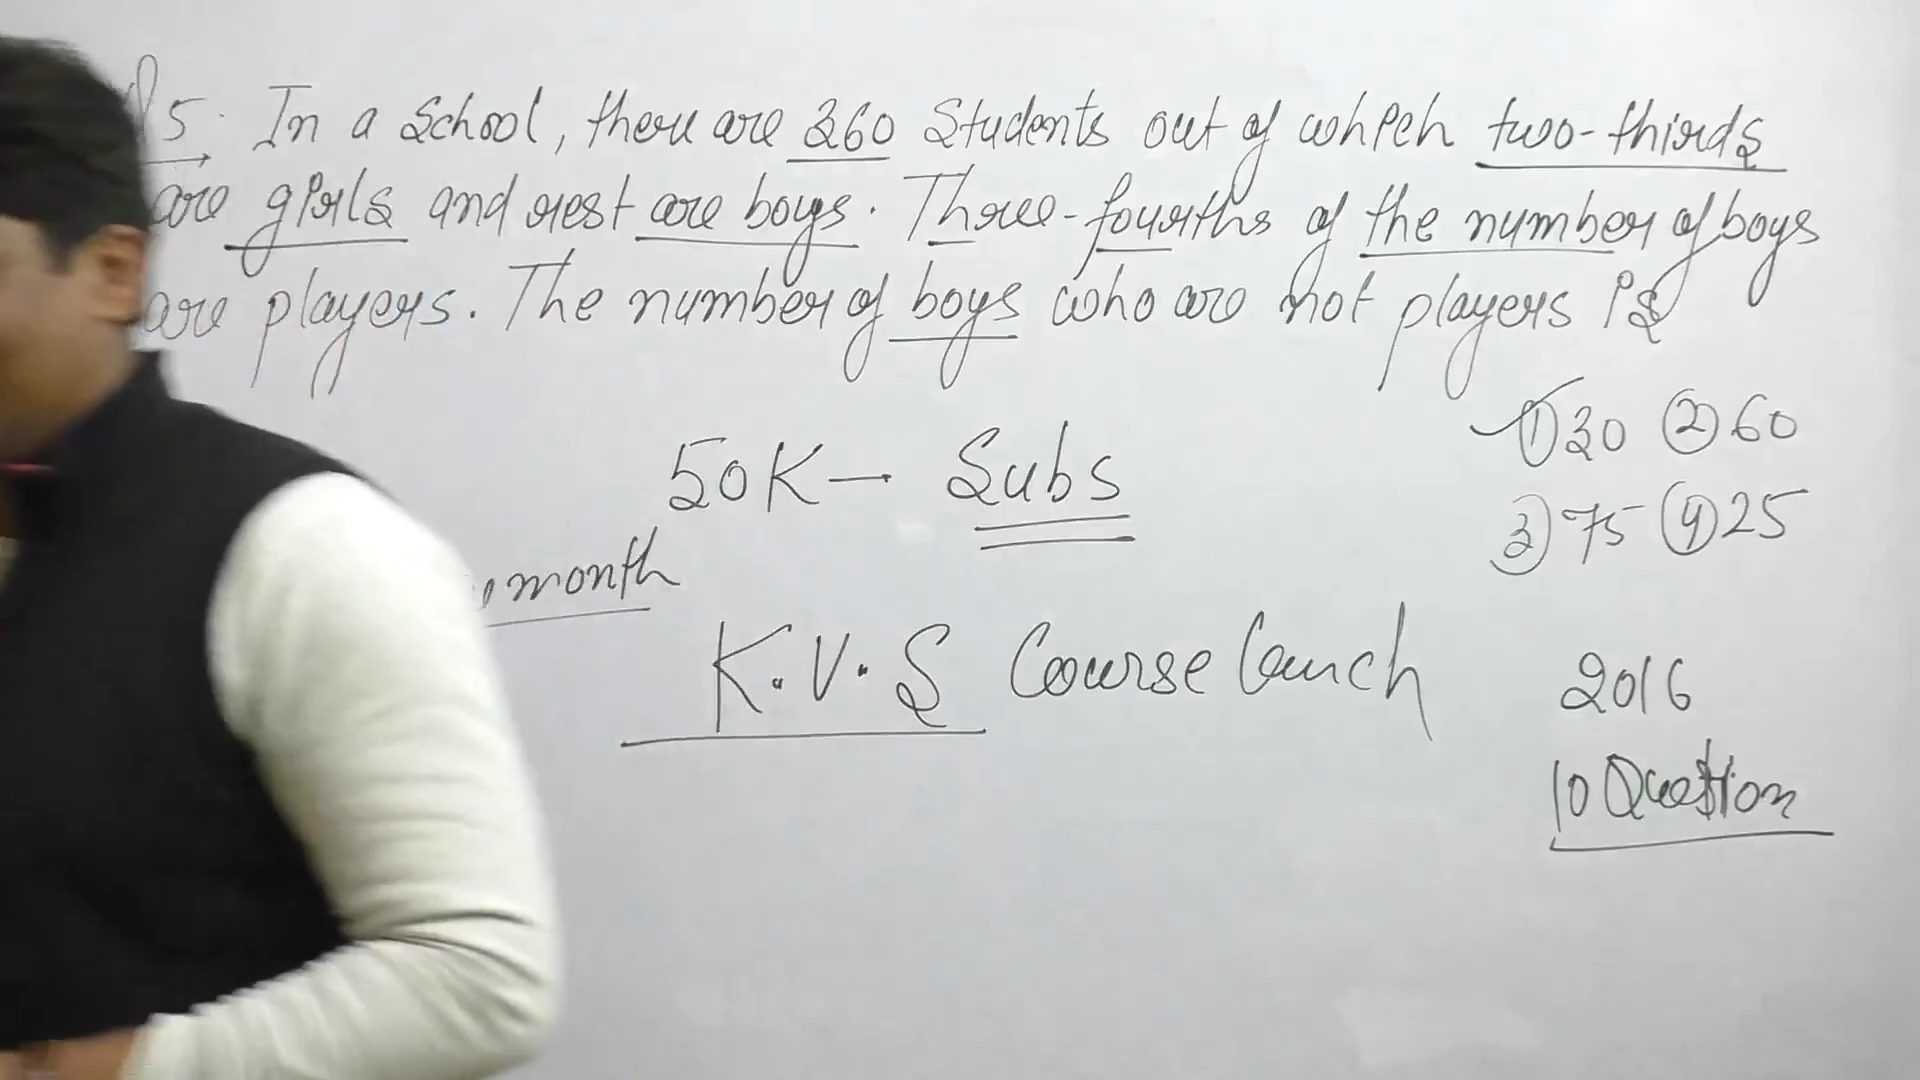 5. In a School, there are 360 Students out of which two-thirds
are girls and rest are boys. Three-fourths of the number of boys
are players. The number of boys who are not players is
① 30 ② 60
③ 75 ④ 25
50K - Subs
month
K.V.S Course launch
2016
10 Question